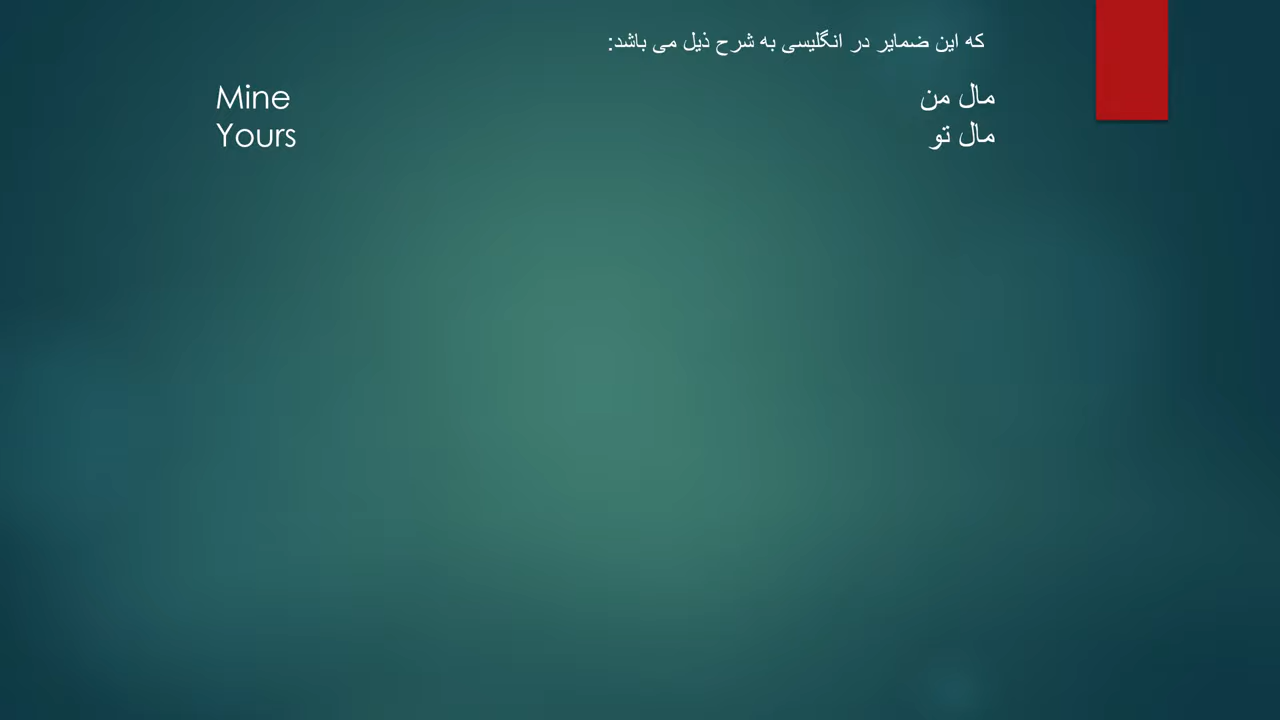 که این ضمایر در انگلیسی به شرح ذیل می باشد:
مال من Mine
مال تو Yours